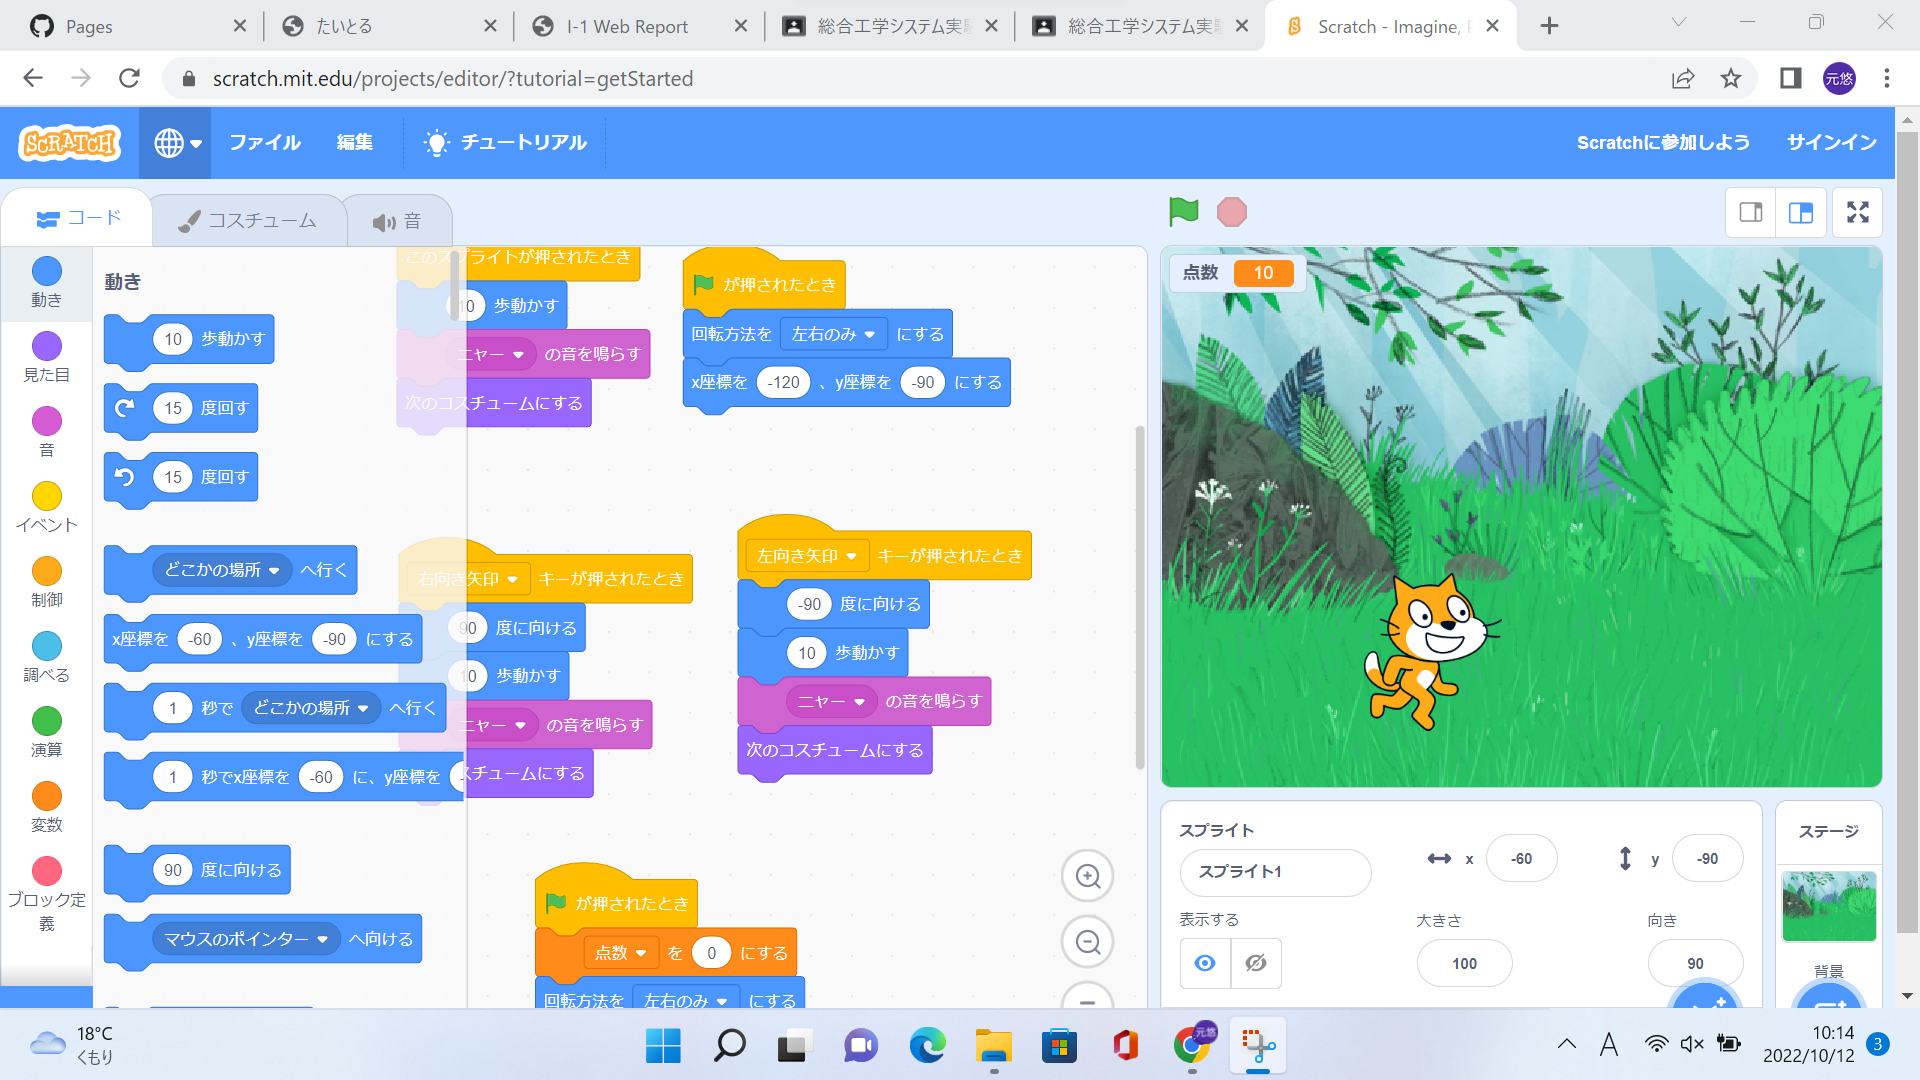 Pages
たいとる
I-1 Web Report
総合工学システム実験
総合工学システム実験
Scratch - Imagine, P
scratch.mit.edu/projects/editor/?tutorial=getStarted
元悠
SCRATCH
ファイル
編集
チュートリアル
Scratchに参加しよう
サインイン
コード
コスチューム
音
動き
見た目
音
イベント
制御
調べる
演算
変数
ブロック定
義
動き
10 歩動かす
15 度回す
15 度回す
どこかの場所 へ行く
x座標を -60 、y座標を -90 にする
1 秒で どこかの場所 へ行く
1 秒でx座標を -60 に、y座標を
90 度に向ける
マウスのポインター へ向ける
このスプライトが押されたとき
10 歩動かす
ニャー の音を鳴らす
次のコスチュームにする
が押されたとき
回転方法を 左右のみ にする
x座標を -120 、y座標を -90 にする
右向き矢印 キーが押されたとき
90 度に向ける
10 歩動かす
ニャー の音を鳴らす
スチュームにする
左向き矢印 キーが押されたとき
-90 度に向ける
10 歩動かす
ニャー の音を鳴らす
次のコスチュームにする
が押されたとき
点数 を 0 にする
回転方法を 左右のみ にする
点数 10
スプライト
スプライト1
x -60
y -90
表示する
大きさ 100
向き 90
ステージ
背景
18°C
くもり
元悠
A
10:14
2022/10/12
3